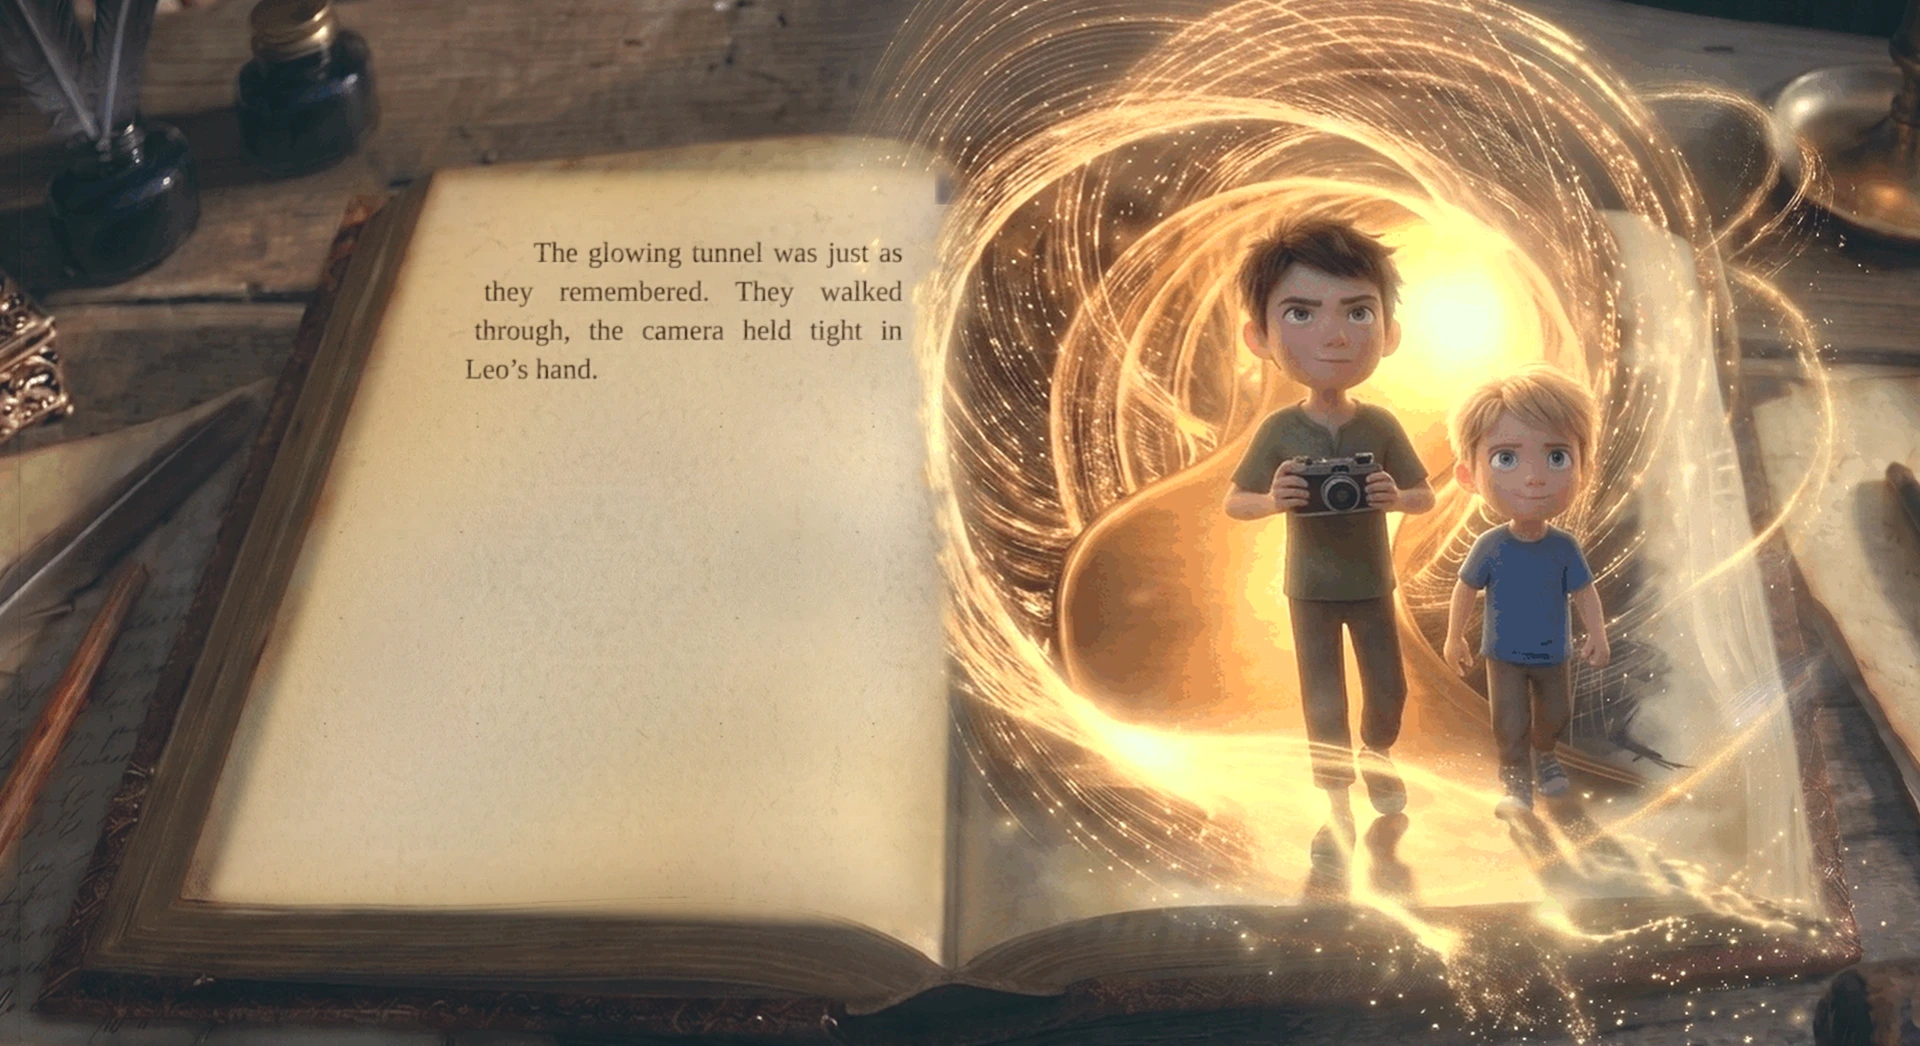 The glowing tunnel was just as
they remembered. They walked
through, the camera held tight in
Leo’s hand.